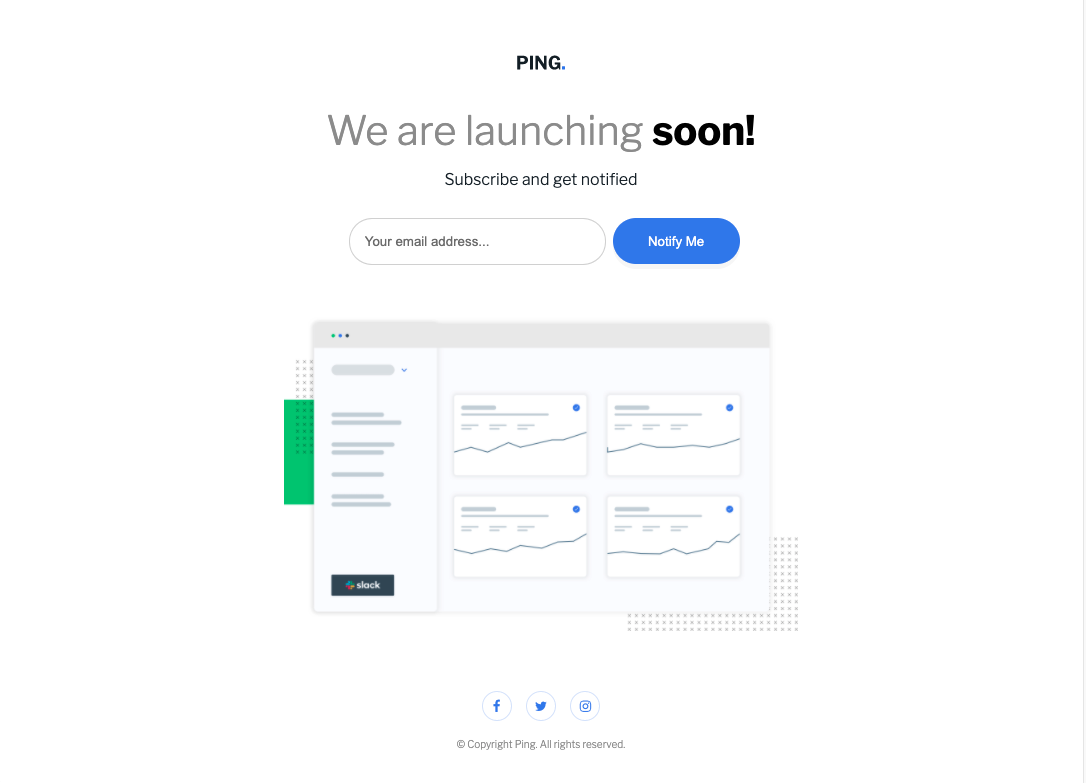 PING.
We are launching soon!
Subscribe and get notified
Your email address...
Notify Me
slack
© Copyright Ping. All rights reserved.